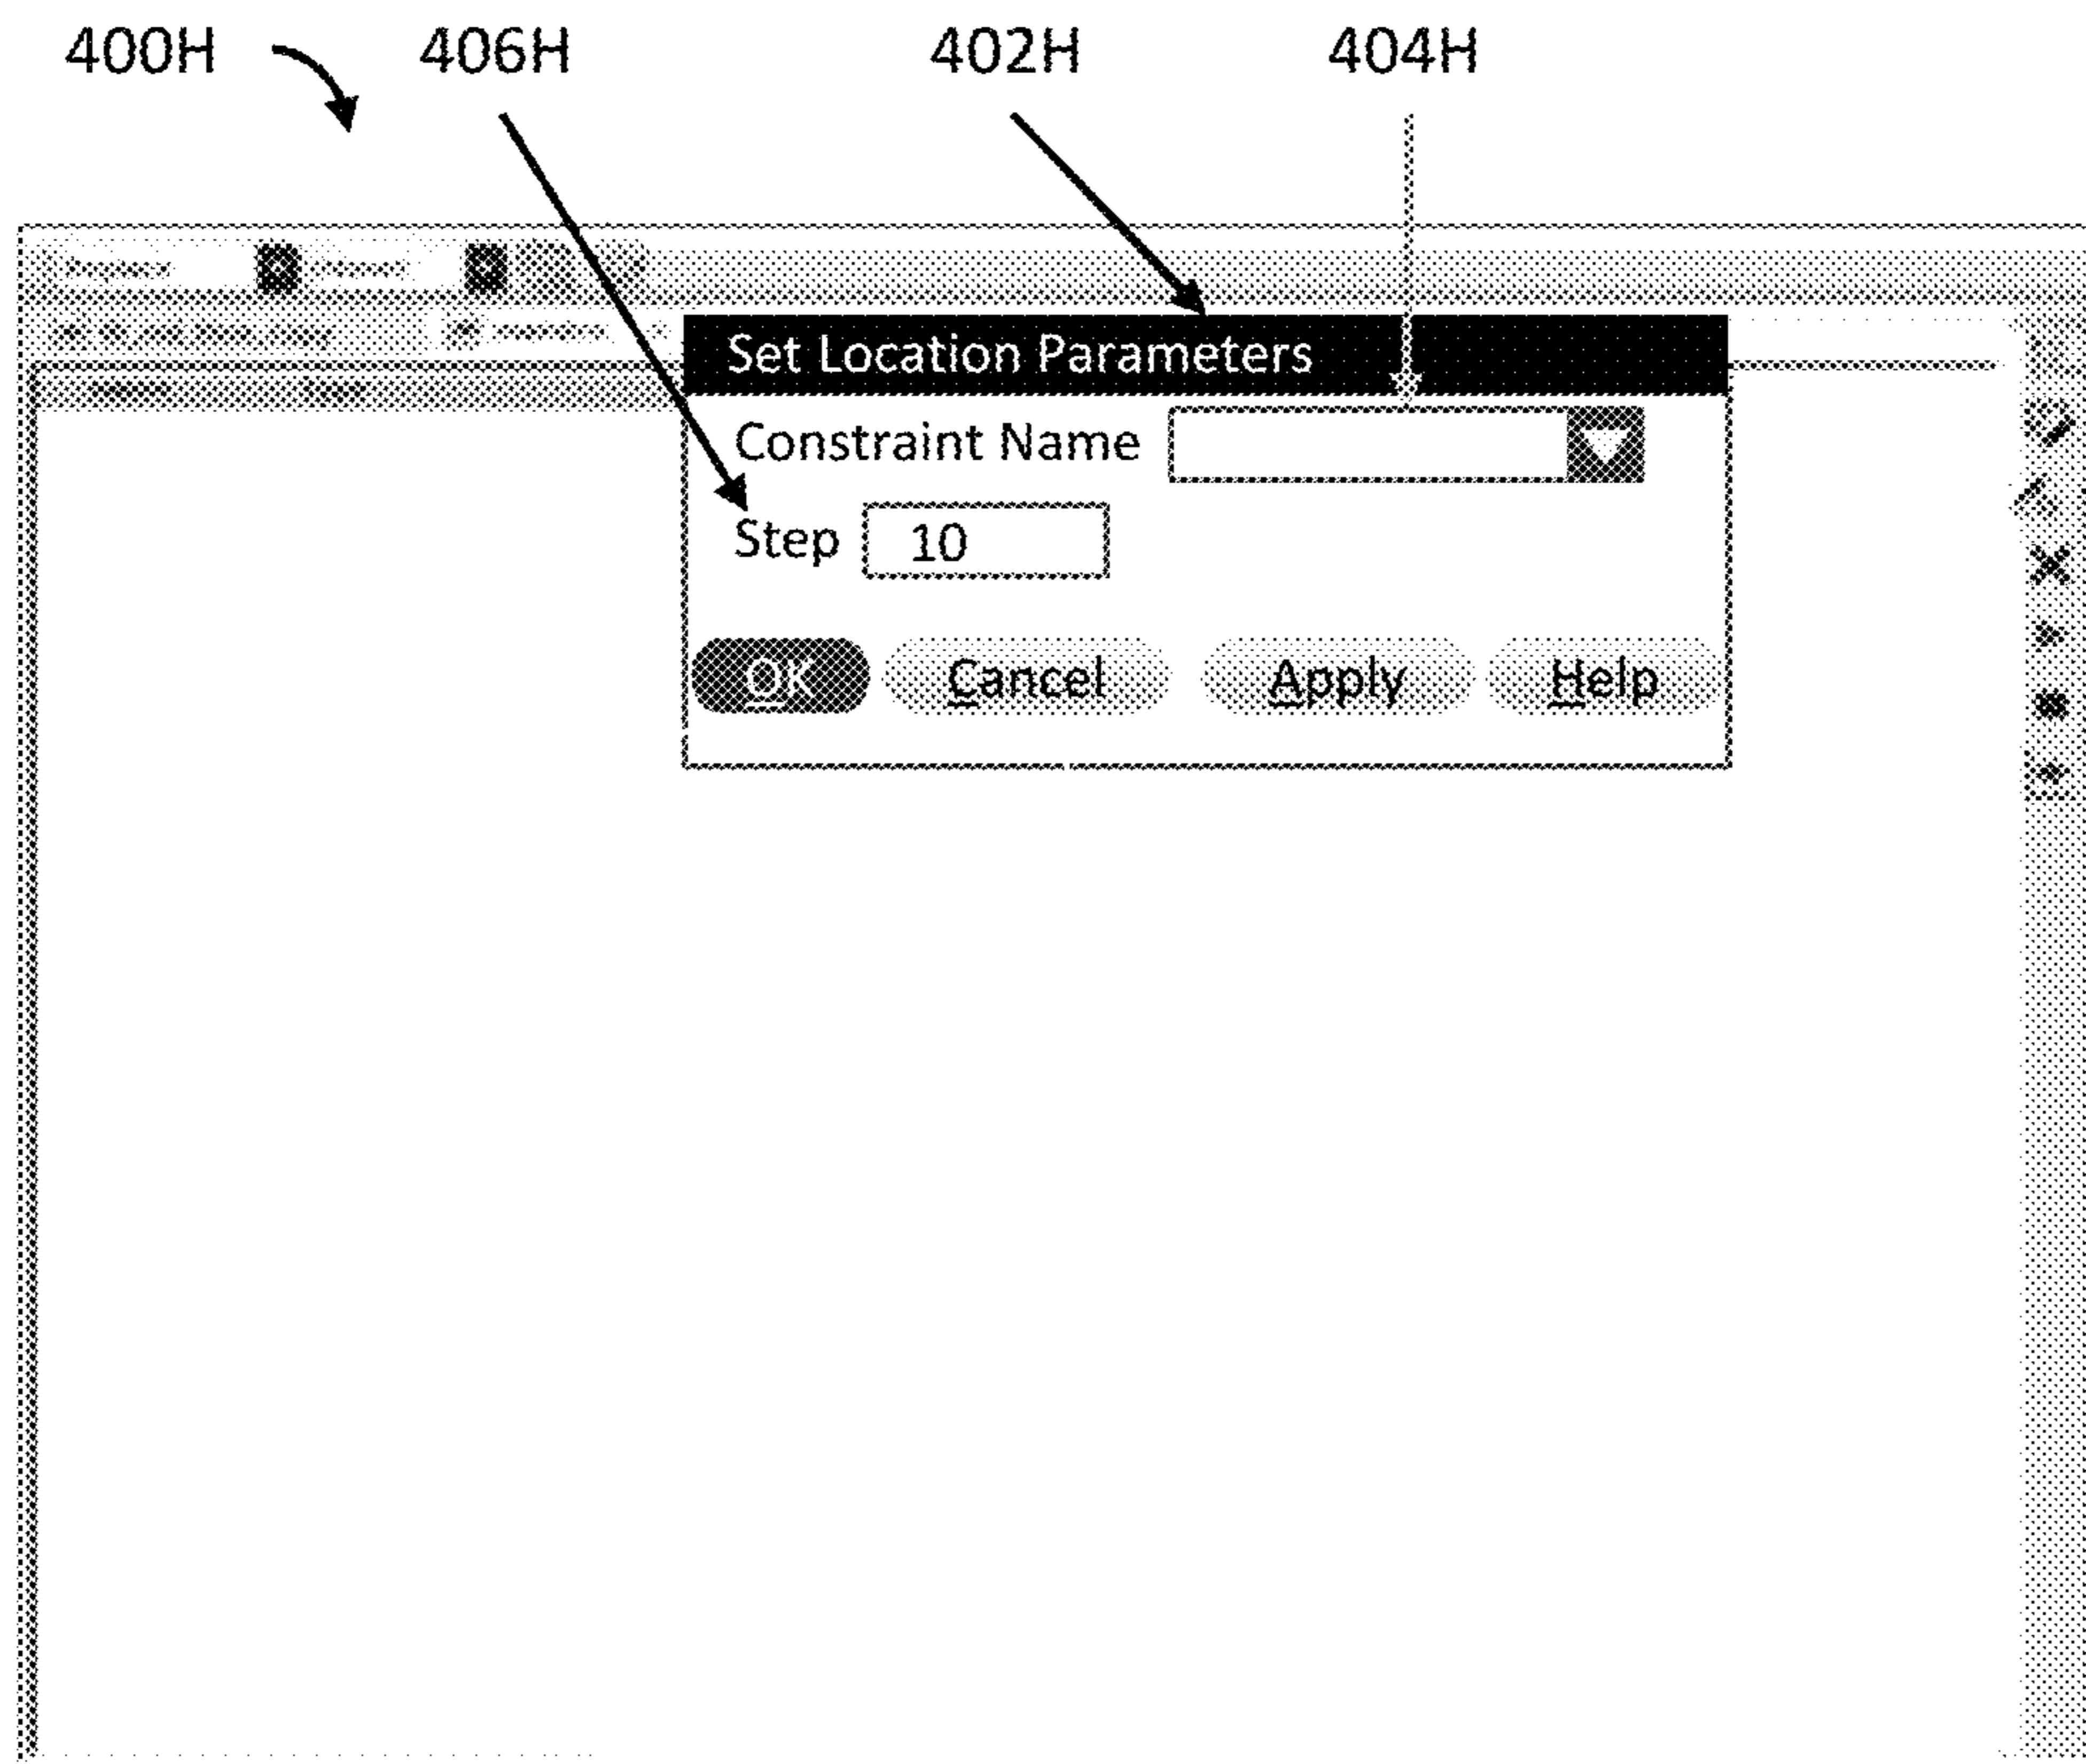 400H 406H 402H 404H
Set Location Parameters
Constraint Name
Step 10
OK Cancel Apply Help